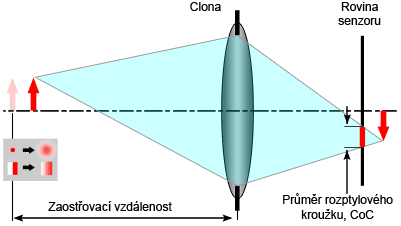 Clona
Rovina
senzoru
Zaostřovací vzdálenost
Průměr rozptylového
kroužku, CoC